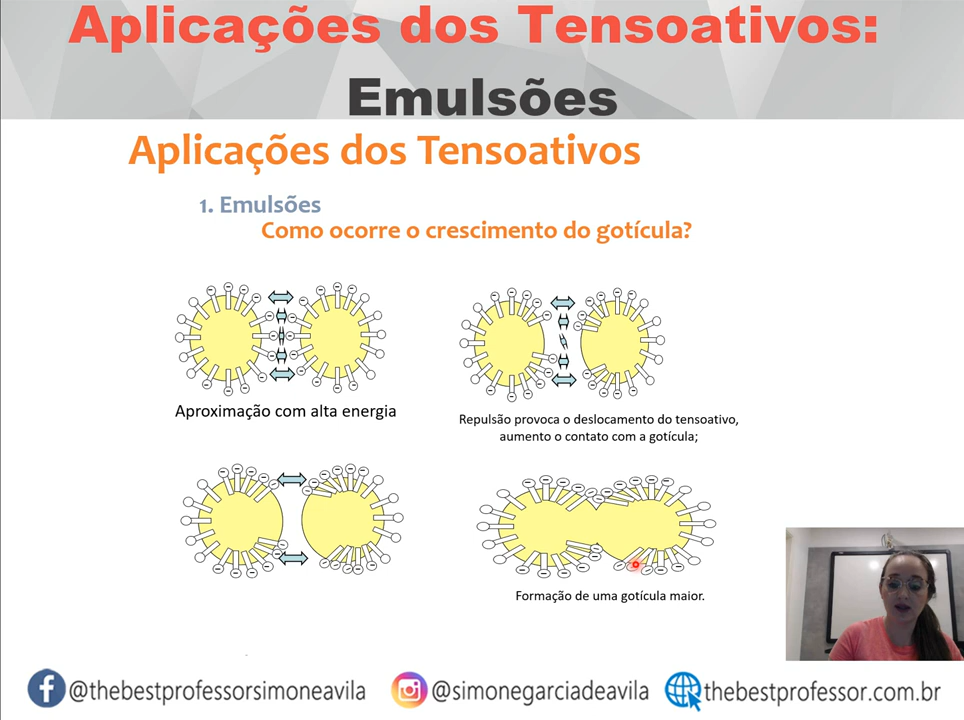 Aplicações dos Tensoativos:
Emulsões
Aplicações dos Tensoativos
1. Emulsões
Como ocorre o crescimento do gotícula?
Aproximação com alta energia
Repulsão provoca o deslocamento do tensoativo,
aumento o contato com a gotícula;
Formação de uma gotícula maior.
@thebestprofessorsimoneavila
@simonegarciadeavila
thebestprofessor.com.br